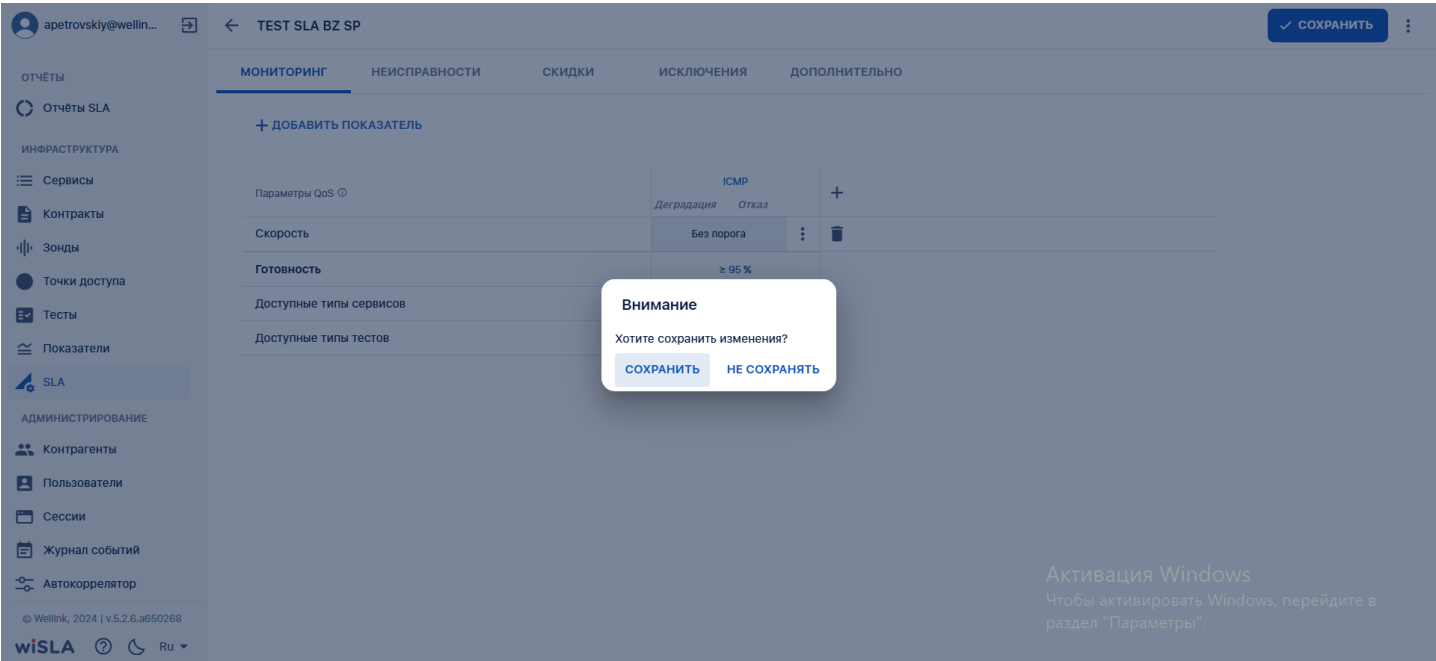 apetrovskiy@wellin...
TEST SLA BZ SP
СОХРАНИТЬ
МОНИТОРИНГ
НЕИСПРАВНОСТИ
СКИДКИ
ИСКЛЮЧЕНИЯ
ДОПОЛНИТЕЛЬНО
ОТЧЁТЫ
Отчёты SLA
ИНФРАСТРУКТУРА
Сервисы
Контракты
Зонды
Точки доступа
Тесты
Показатели
SLA
АДМИНИСТРИРОВАНИЕ
Контрагенты
Пользователи
Сессии
Журнал событий
Автокоррелятор
© Wellink, 2024 | v.5.2.6.a650268
wiSLA
Ru
ДОБАВИТЬ ПОКАЗАТЕЛЬ
Параметры QoS
ICMP
Деградация Отказ
Скорость
Без порога
Готовность
≥ 95 %
Доступные типы сервисов
Доступные типы тестов
Внимание
Хотите сохранить изменения?
СОХРАНИТЬ
НЕ СОХРАНЯТЬ
Активация Windows
Чтобы активировать Windows, перейдите в
раздел "Параметры".